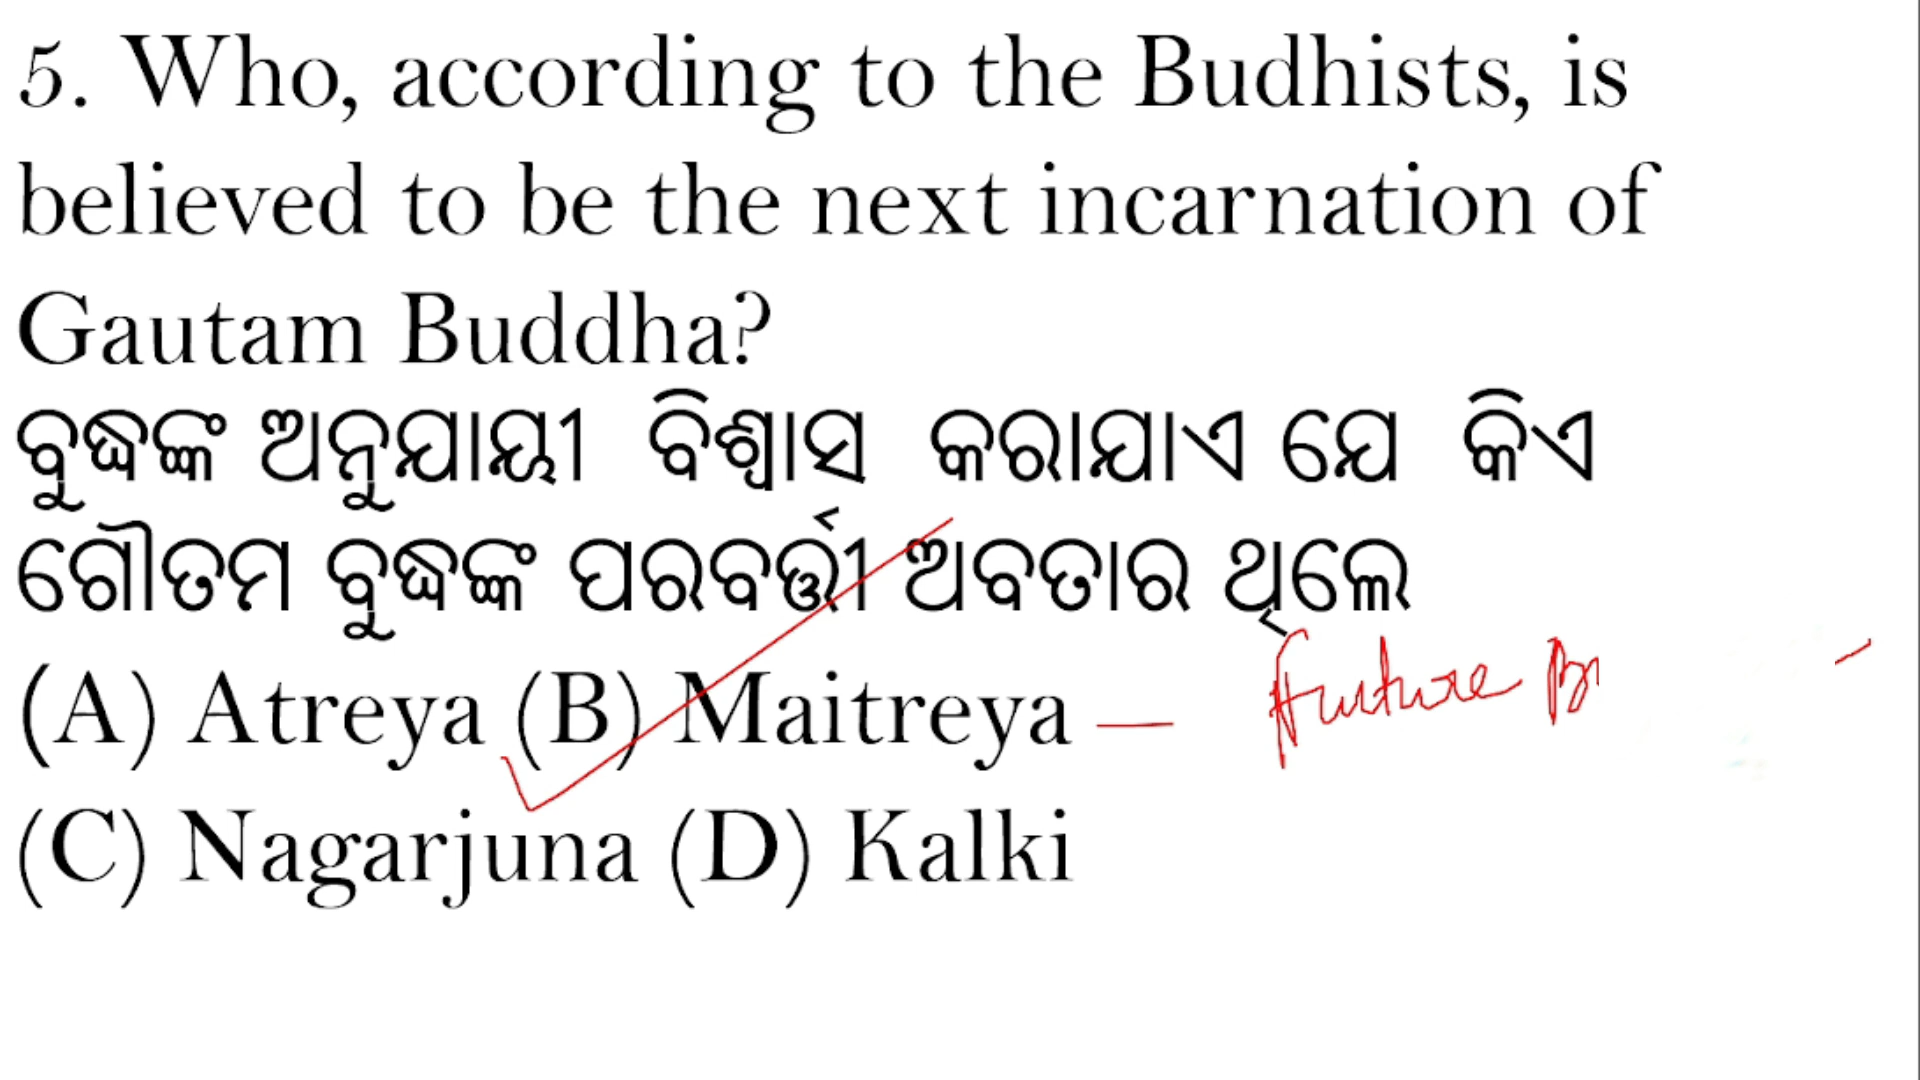 5. Who, according to the Budhists, is
believed to be the next incarnation of
Gautam Buddha?
ବୁଦ୍ଧଙ୍କ ଅନୁଯାୟୀ ବିଶ୍ୱାସ କରାଯାଏ ଯେ କିଏ
ଗୌତମ ବୁଦ୍ଧଙ୍କ ପରବର୍ତ୍ତୀ ଅବତାର ଥିଲେ
(A) Atreya (B) Maitreya — Future
(C) Nagarjuna (D) Kalki